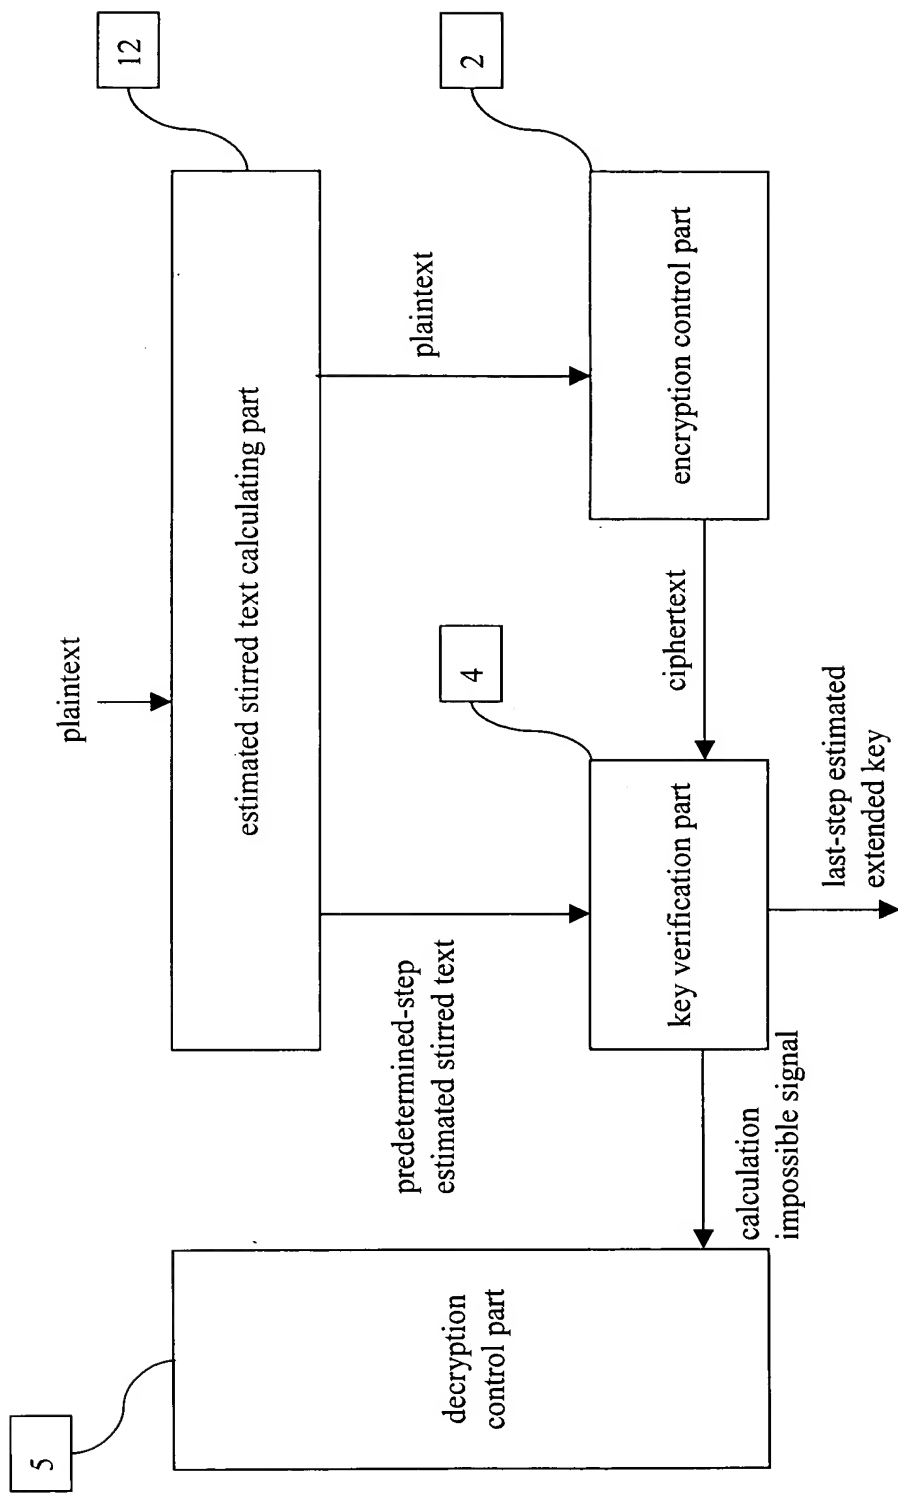 5
plaintext
12
estimated stirred text calculating part
predetermined-step
estimated stirred text
plaintext
decryption
control part
4
2
key verification part
ciphertext
encryption control part
calculation
impossible signal
last-step estimated
extended key